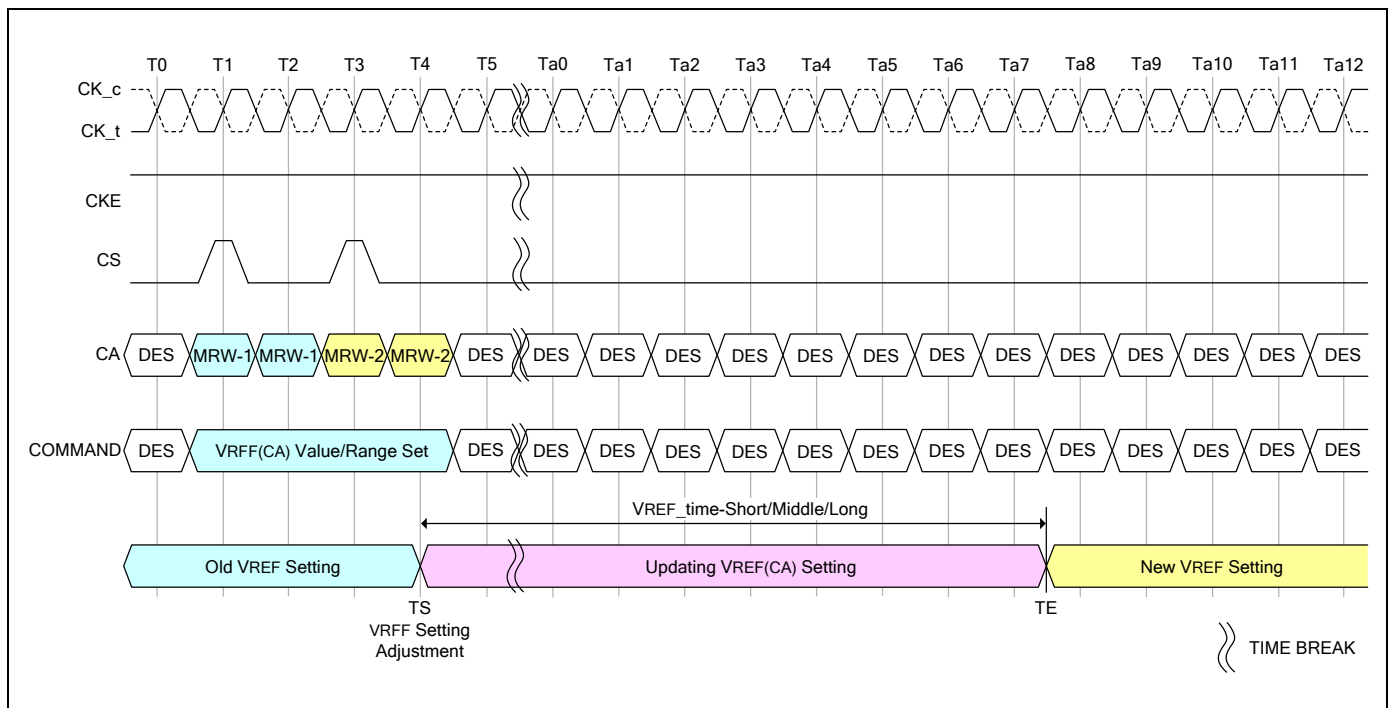 T0 T1 T2 T3 T4 T5 Ta0 Ta1 Ta2 Ta3 Ta4 Ta5 Ta6 Ta7 Ta8 Ta9 Ta10 Ta11 Ta12
CK_c
CK_t
CKE
CS
CA DES MRW-1 MRW-1 MRW-2 MRW-2 DES DES DES DES DES DES DES DES DES DES DES DES DES DES
COMMAND DES VRFF(CA) Value/Range Set DES DES DES DES DES DES DES DES DES DES DES DES DES DES
VREF_time-Short/Middle/Long
Old VREF Setting Updating VREF(CA) Setting New VREF Setting
TS TE
VRFF Setting
Adjustment
TIME BREAK